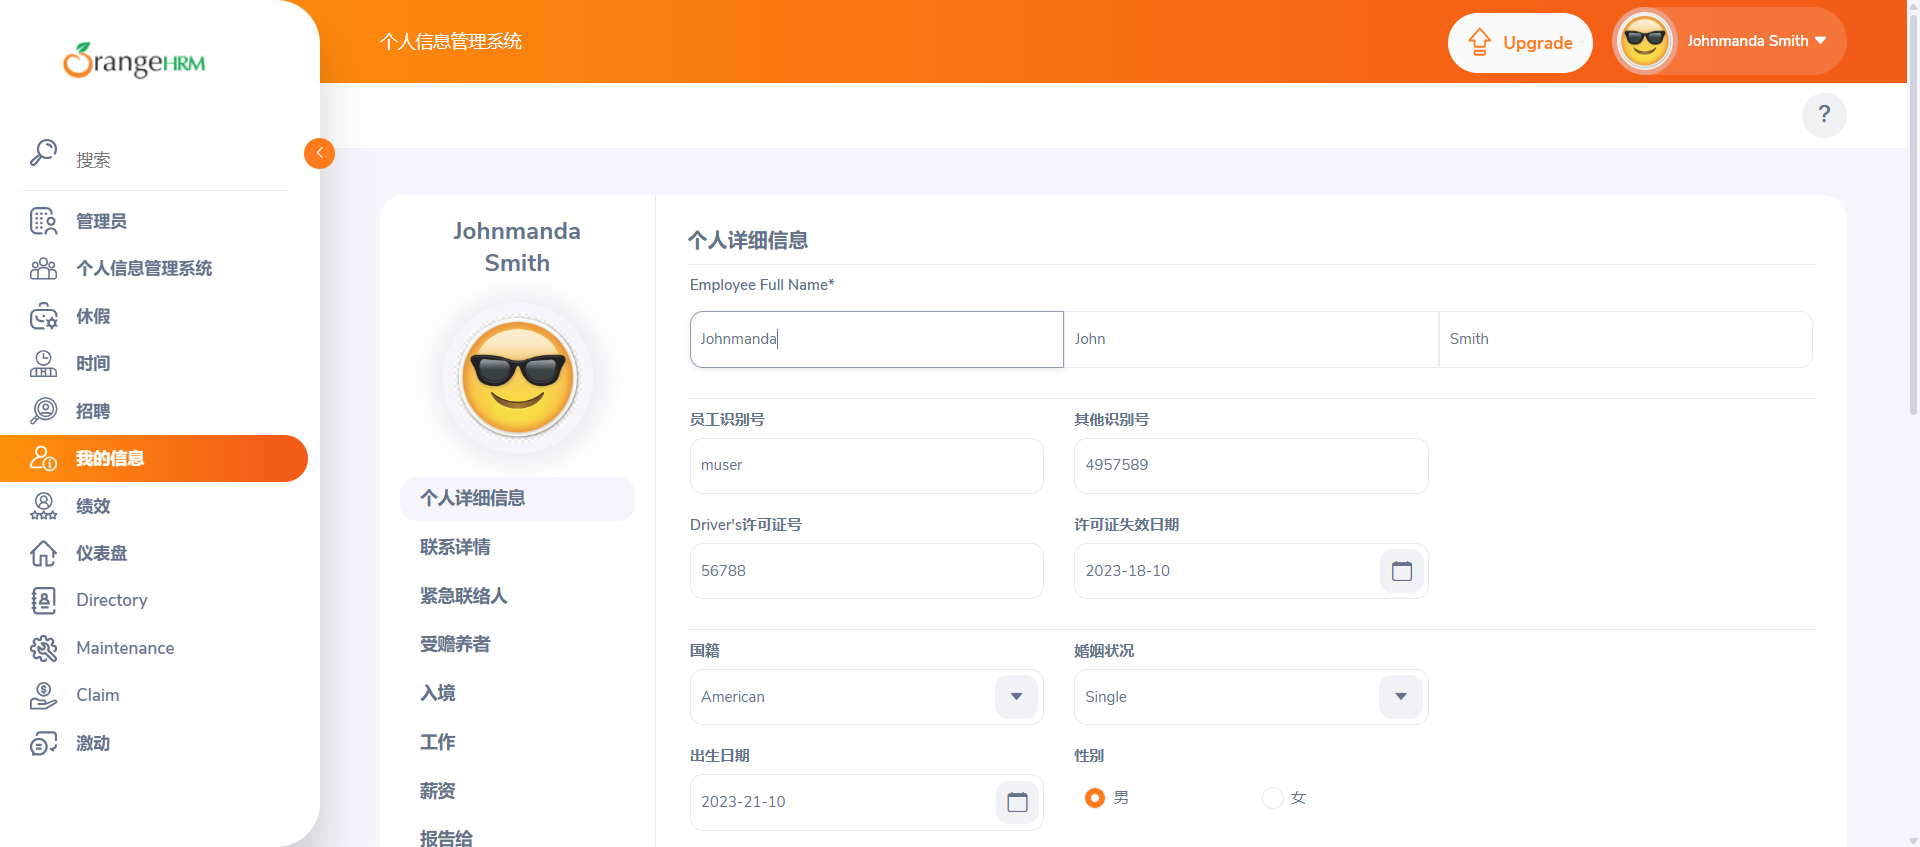 OrangeHRM
搜索
管理员
个人信息管理系统
休假
时间
招聘
我的信息
绩效
仪表盘
Directory
Maintenance
Claim
激动
个人信息管理系统
Upgrade
Johnmanda Smith
?
Johnmanda
Smith
个人详细信息
联系详情
紧急联络人
受赡养者
入境
工作
薪资
报告给
个人详细信息
Employee Full Name*
Johnmanda John Smith
员工识别号 其他识别号
muser 4957589
Driver's许可证号 许可证失效日期
56788 2023-18-10
国籍 婚姻状况
American Single
出生日期 性别
2023-21-10 男 女